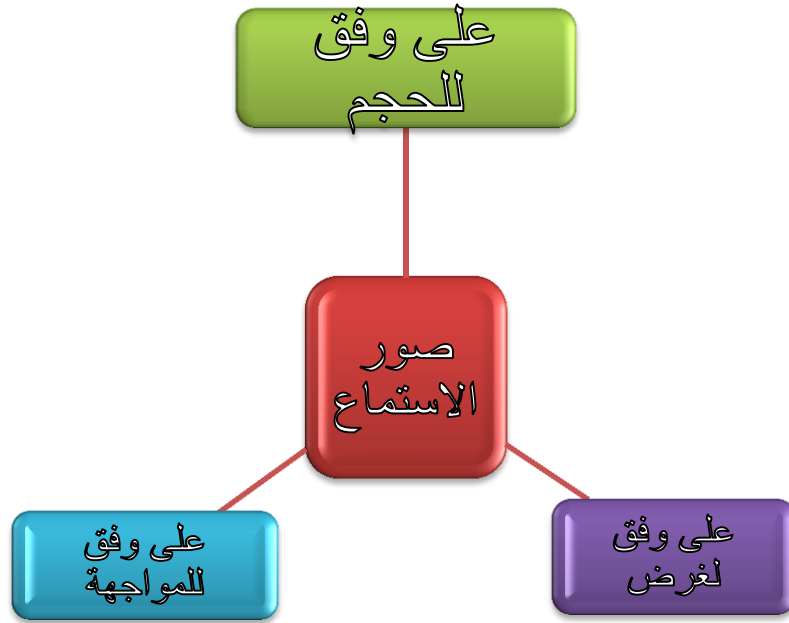 على وفق
للحجم
صور
الاستماع
على وفق
لغرض
على وفق
للمواجهة